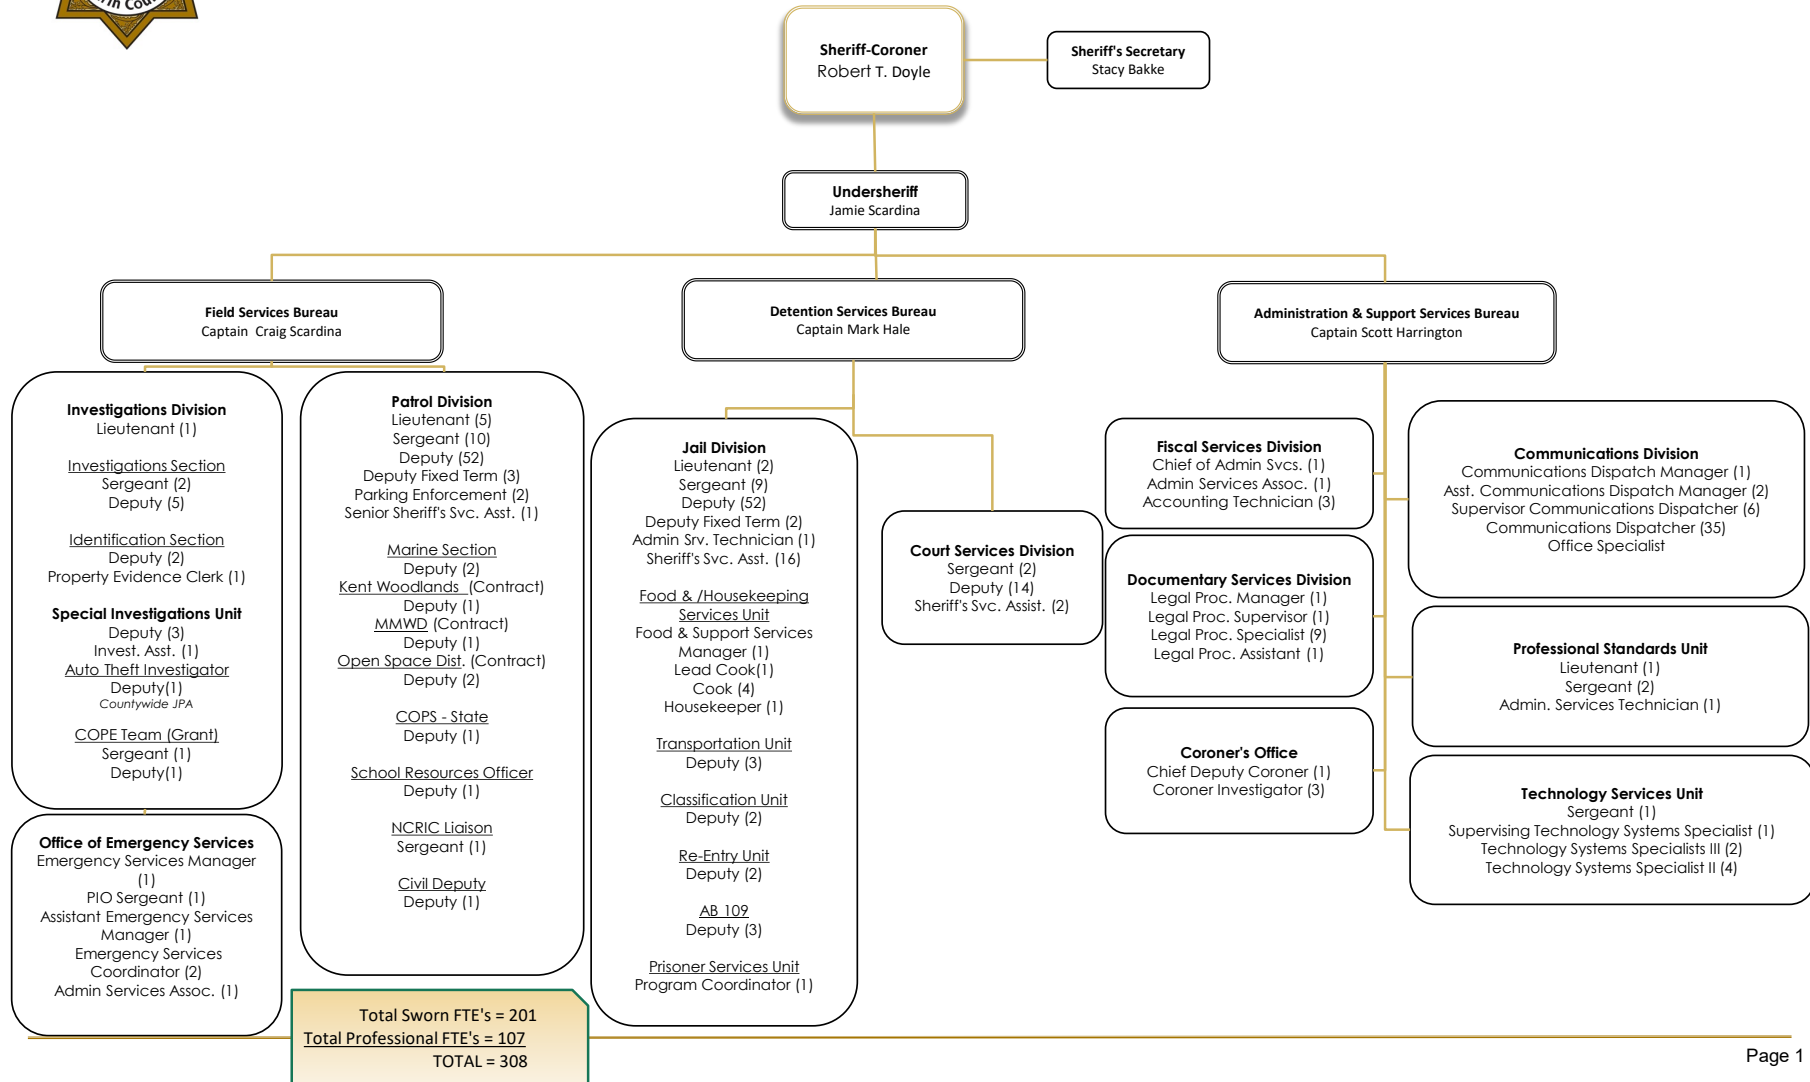 Sheriff-Coroner
Robert T. Doyle
Sheriff's Secretary
Stacy Bakke
Undersheriff
Jamie Scardina
Field Services Bureau
Captain Craig Scardina
Detention Services Bureau
Captain Mark Hale
Administration & Support Services Bureau
Captain Scott Harrington
Investigations Division
Lieutenant (1)
Investigations Section
Sergeant (2)
Deputy (5)
Identification Section
Deputy (2)
Property Evidence Clerk (1)
Special Investigations Unit
Deputy (3)
Invest. Asst. (1)
Auto Theft Investigator
Deputy(1)
Countywide JPA
COPE Team (Grant)
Sergeant (1)
Deputy(1)
Office of Emergency Services
Emergency Services Manager
(1)
PIO Sergeant (1)
Assistant Emergency Services
Manager (1)
Emergency Services
Coordinator (2)
Admin Services Assoc. (1)
Patrol Division
Lieutenant (5)
Sergeant (10)
Deputy (52)
Deputy Fixed Term (3)
Parking Enforcement (2)
Senior Sheriff's Svc. Asst. (1)
Marine Section
Deputy (2)
Kent Woodlands (Contract)
Deputy (1)
MMWD (Contract)
Deputy (1)
Open Space Dist. (Contract)
Deputy (2)
COPS - State
Deputy (1)
School Resources Officer
Deputy (1)
NCRIC Liaison
Sergeant (1)
Civil Deputy
Deputy (1)
Jail Division
Lieutenant (2)
Sergeant (9)
Deputy (52)
Deputy Fixed Term (2)
Admin Srv. Technician (1)
Sheriff's Svc. Asst. (16)
Food & /Housekeeping
Services Unit
Food & Support Services
Manager (1)
Lead Cook(1)
Cook (4)
Housekeeper (1)
Transportation Unit
Deputy (3)
Classification Unit
Deputy (2)
Re-Entry Unit
Deputy (2)
AB 109
Deputy (3)
Prisoner Services Unit
Program Coordinator (1)
Court Services Division
Sergeant (2)
Deputy (14)
Sheriff's Svc. Assist. (2)
Fiscal Services Division
Chief of Admin Svcs. (1)
Admin Services Assoc. (1)
Accounting Technician (3)
Documentary Services Division
Legal Proc. Manager (1)
Legal Proc. Supervisor (1)
Legal Proc. Specialist (9)
Legal Proc. Assistant (1)
Coroner's Office
Chief Deputy Coroner (1)
Coroner Investigator (3)
Communications Division
Communications Dispatch Manager (1)
Asst. Communications Dispatch Manager (2)
Supervisor Communications Dispatcher (6)
Communications Dispatcher (35)
Office Specialist
Professional Standards Unit
Lieutenant (1)
Sergeant (2)
Admin. Services Technician (1)
Technology Services Unit
Sergeant (1)
Supervising Technology Systems Specialist (1)
Technology Systems Specialists III (2)
Technology Systems Specialist II (4)
Total Sworn FTE's = 201
Total Professional FTE's = 107
TOTAL = 308
Page 1